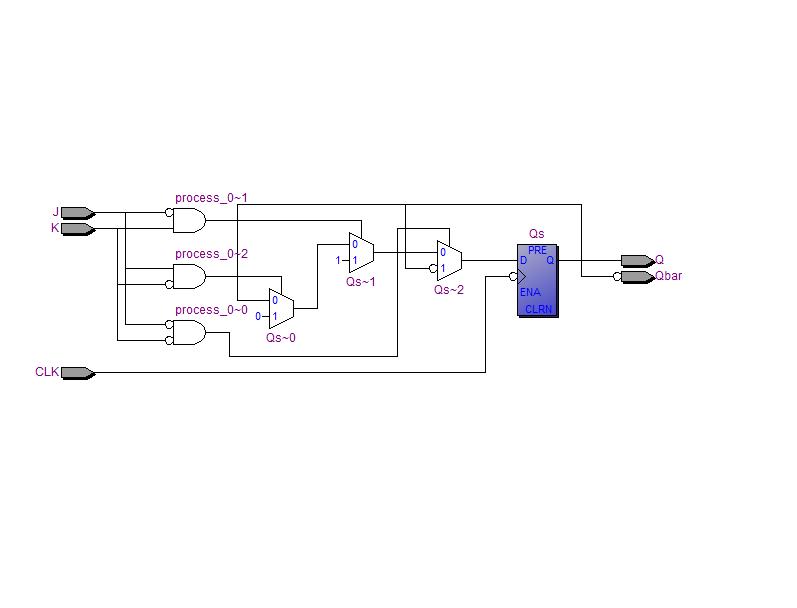 process_0~1
J
K
Qs
process_0~2
0
1
1
Qs~1
0
1
Qs~2
PRE
D
Q
ENA
CLRN
Q
Qbar
0
0
1
Qs~0
process_0~0
CLK